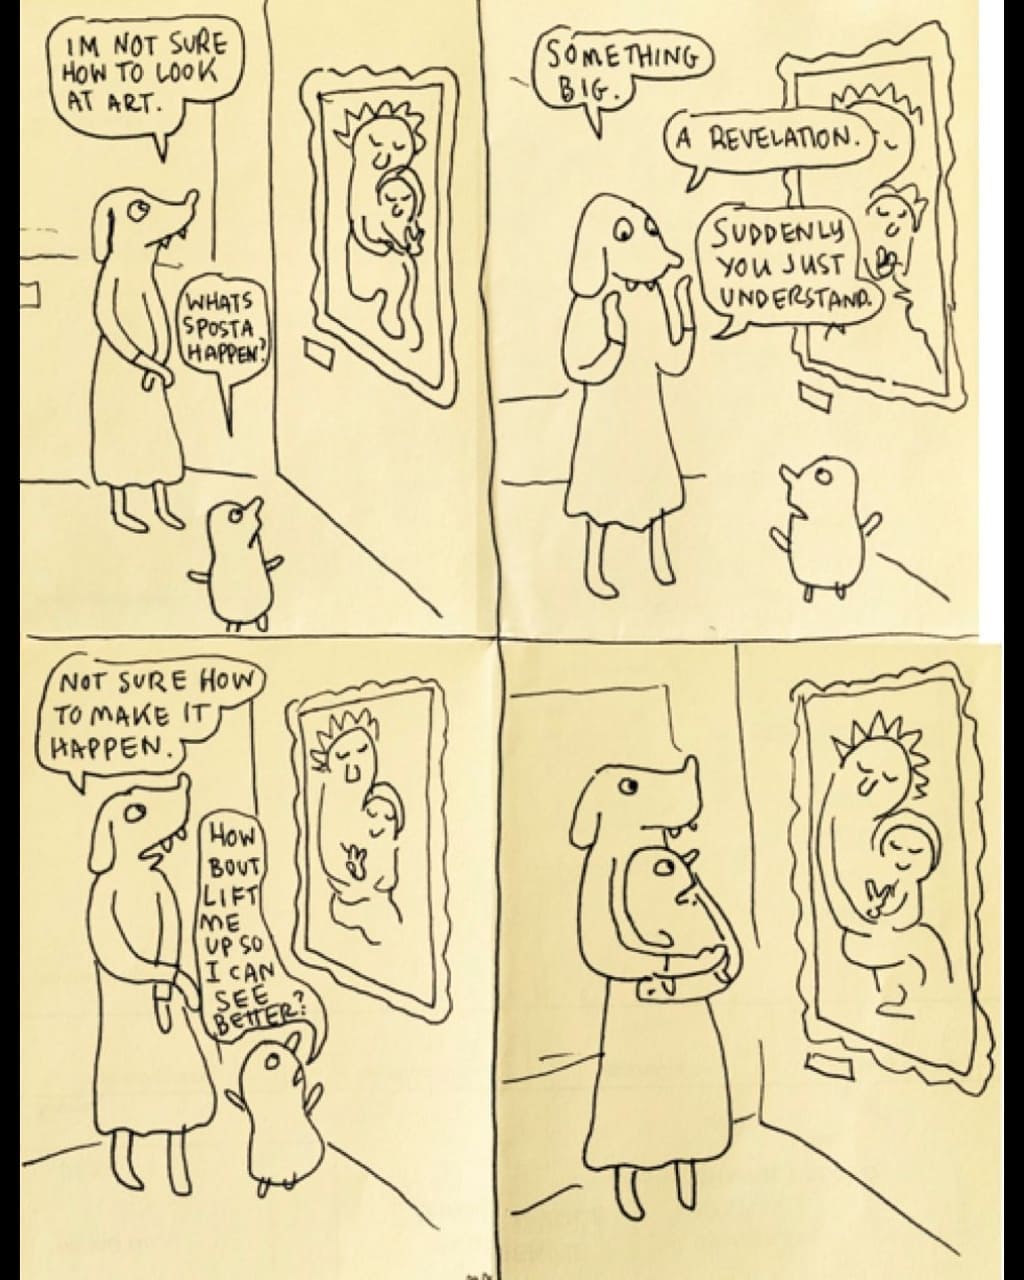 IM NOT SURE
HOW TO LOOK
AT ART.
WHATS
SPOSTA
HAPPEN?
SOMETHING
BIG.
A REVELATION.
SUDDENLY
YOU JUST
UNDERSTAND.
NOT SURE HOW
TO MAKE IT
HAPPEN.
HOW
BOUT
LIFT
ME
UP SO
I CAN
SEE
BETTER?